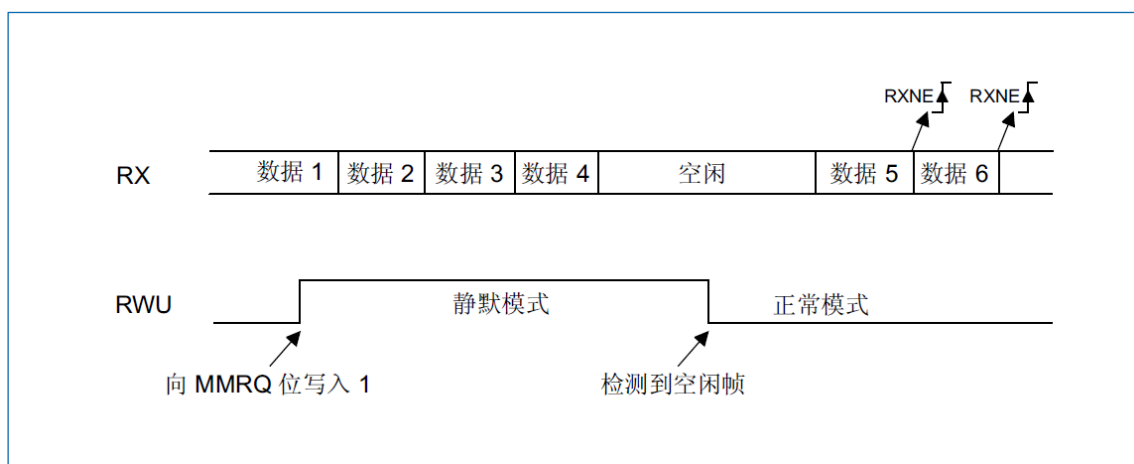 RXNE RXNE
RX 数据 1 数据 2 数据 3 数据 4 空闲 数据 5 数据 6
RWU 静默模式 正常模式
向 MMRQ 位写入 1 检测到空闲帧